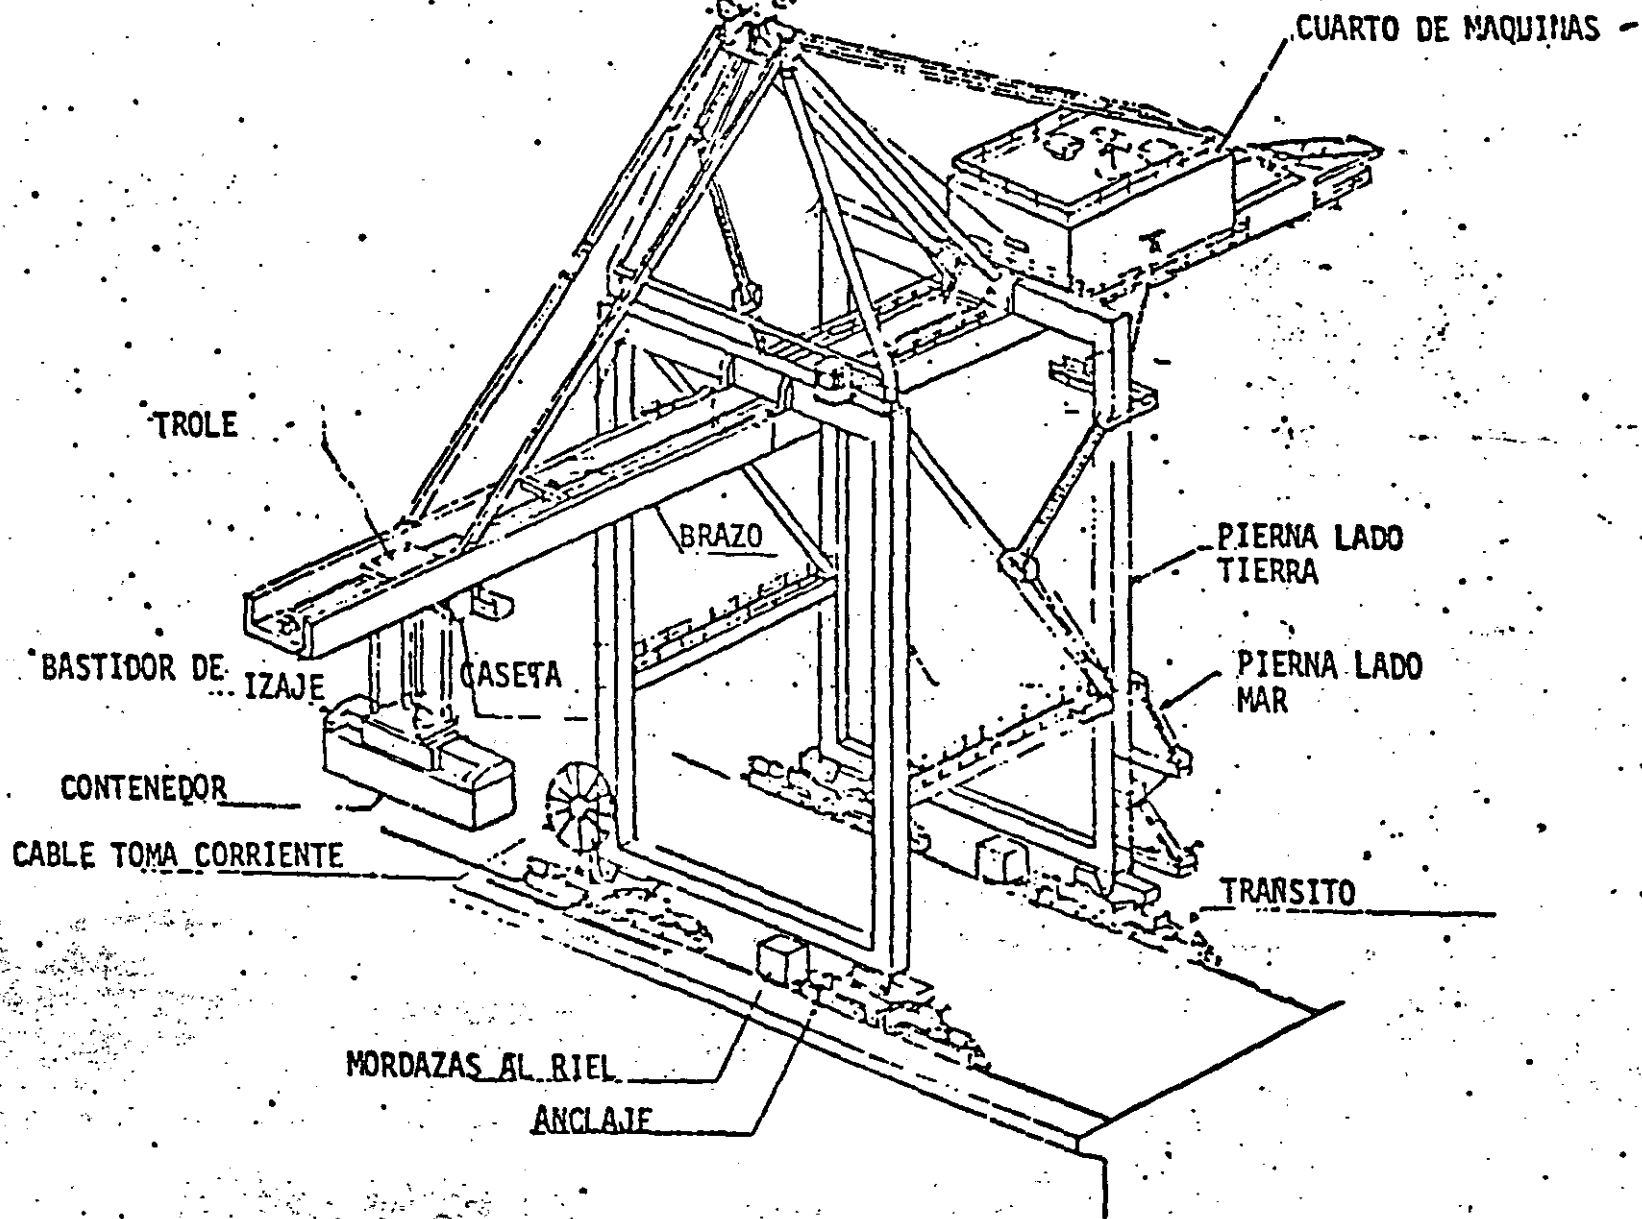 CUARTO DE MAQUINAS
TROLE
BRAZO
PIERNA LADO
TIERRA
BASTIDOR DE
IZAJE
CASETA
PIERNA LADO
MAR
CONTENEDOR
CABLE TOMA CORRIENTE
TRANSITO
MORDAZAS AL RIEL
ANCLAJE